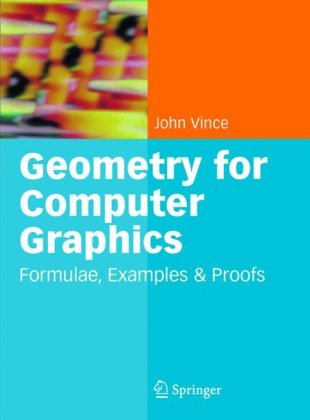 John Vince
Geometry for
Computer
Graphics
Formulae, Examples & Proofs
Springer